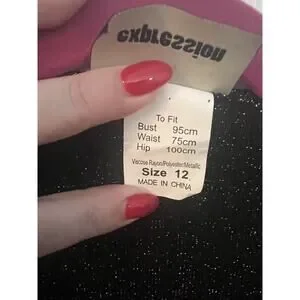 expression
To Fit
Bust 95cm
Waist 75cm
Hip 100cm
Viscose Rayon/Polyester/Metallic
Size 12
MADE IN CHINA